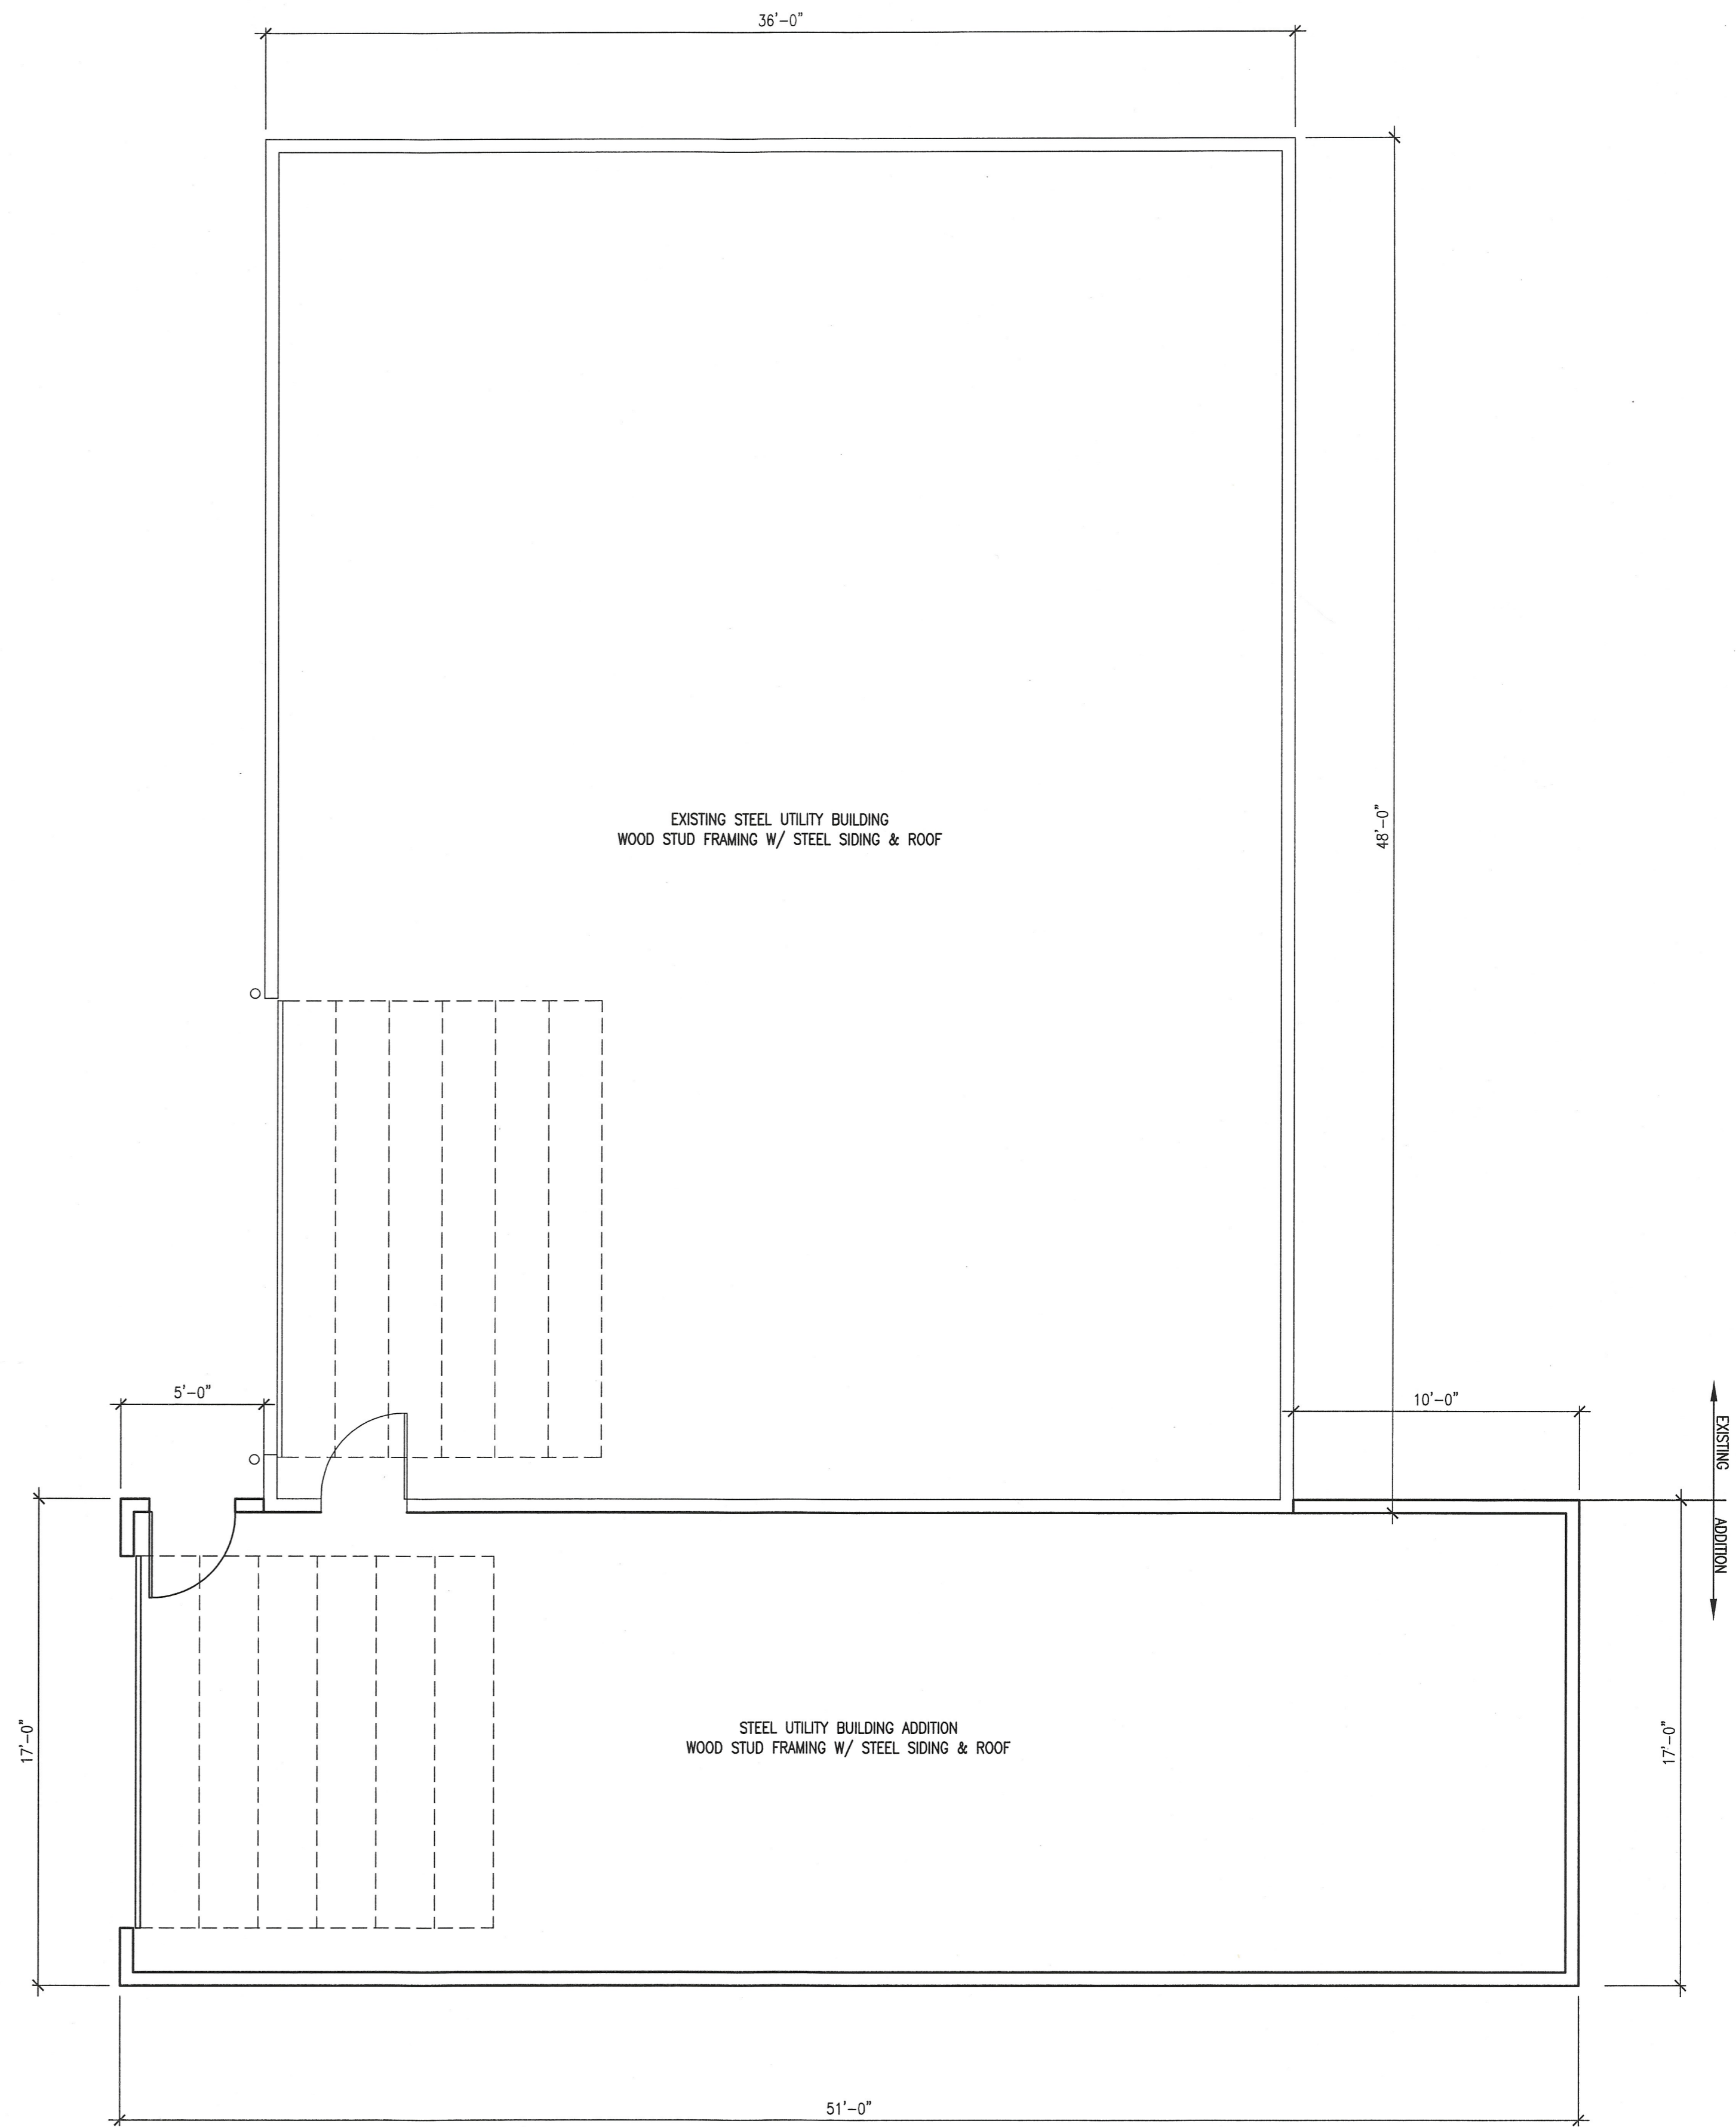 36'-0"
EXISTING STEEL UTILITY BUILDING
WOOD STUD FRAMING W/ STEEL SIDING & ROOF
48'-0"
5'-0"
10'-0"
EXISTING
ADDITION
17'-0"
STEEL UTILITY BUILDING ADDITION
WOOD STUD FRAMING W/ STEEL SIDING & ROOF
17'-0"
51'-0"